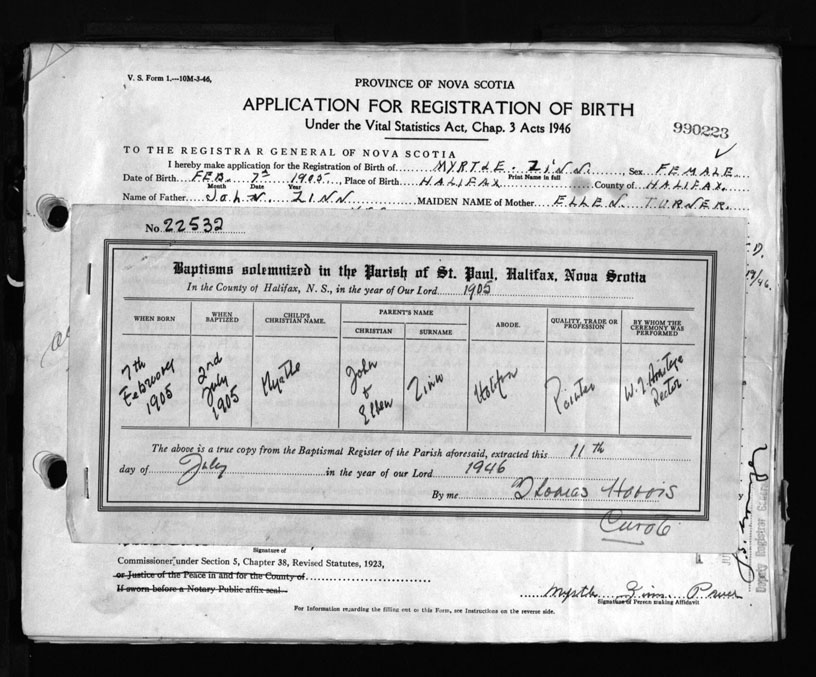 V. S. Form 1.—10M-3-46,
PROVINCE OF NOVA SCOTIA
APPLICATION FOR REGISTRATION OF BIRTH
Under the Vital Statistics Act, Chap. 3 Acts 1946
990223
TO THE REGISTRAR GENERAL OF NOVA SCOTIA
I hereby make application for the Registration of Birth of MYRTLE ZINN Sex FEMALE
Print Name in full
Date of Birth FEB. 7th 1905, Place of Birth HALIFAX County of HALIFAX.
Month Date Year
Name of Father JOHN ZINN MAIDEN NAME of Mother ELLEN TURNER.
No. 22532
Baptisms solemnized in the Parish of St. Paul, Halifax, Nova Scotia
In the County of Halifax, N. S., in the year of Our Lord 1905
WHEN BORN WHEN BAPTIZED CHILD'S CHRISTIAN NAME. PARENT'S NAME CHRISTIAN SURNAME ABODE. QUALITY, TRADE OR PROFESSION BY WHOM THE CEREMONY WAS PERFORMED
7th February 1905 2nd July 1905 Myrtle John & Ellen Zinn Halifax Painter W. J. Armitage Rector
The above is a true copy from the Baptismal Register of the Parish aforesaid, extracted this 11th
day of July in the year of our Lord 1946
By me Harris
Curate
Signature of
Commissioner under Section 5, Chapter 38, Revised Statutes, 1923,
or Justice of the Peace in and for the County of
If sworn before a Notary Public affix seal
Myrtle Zinn Power
Signature of Person making Affidavit
For Information regarding the filling out of this Form, see Instructions on the reverse side.